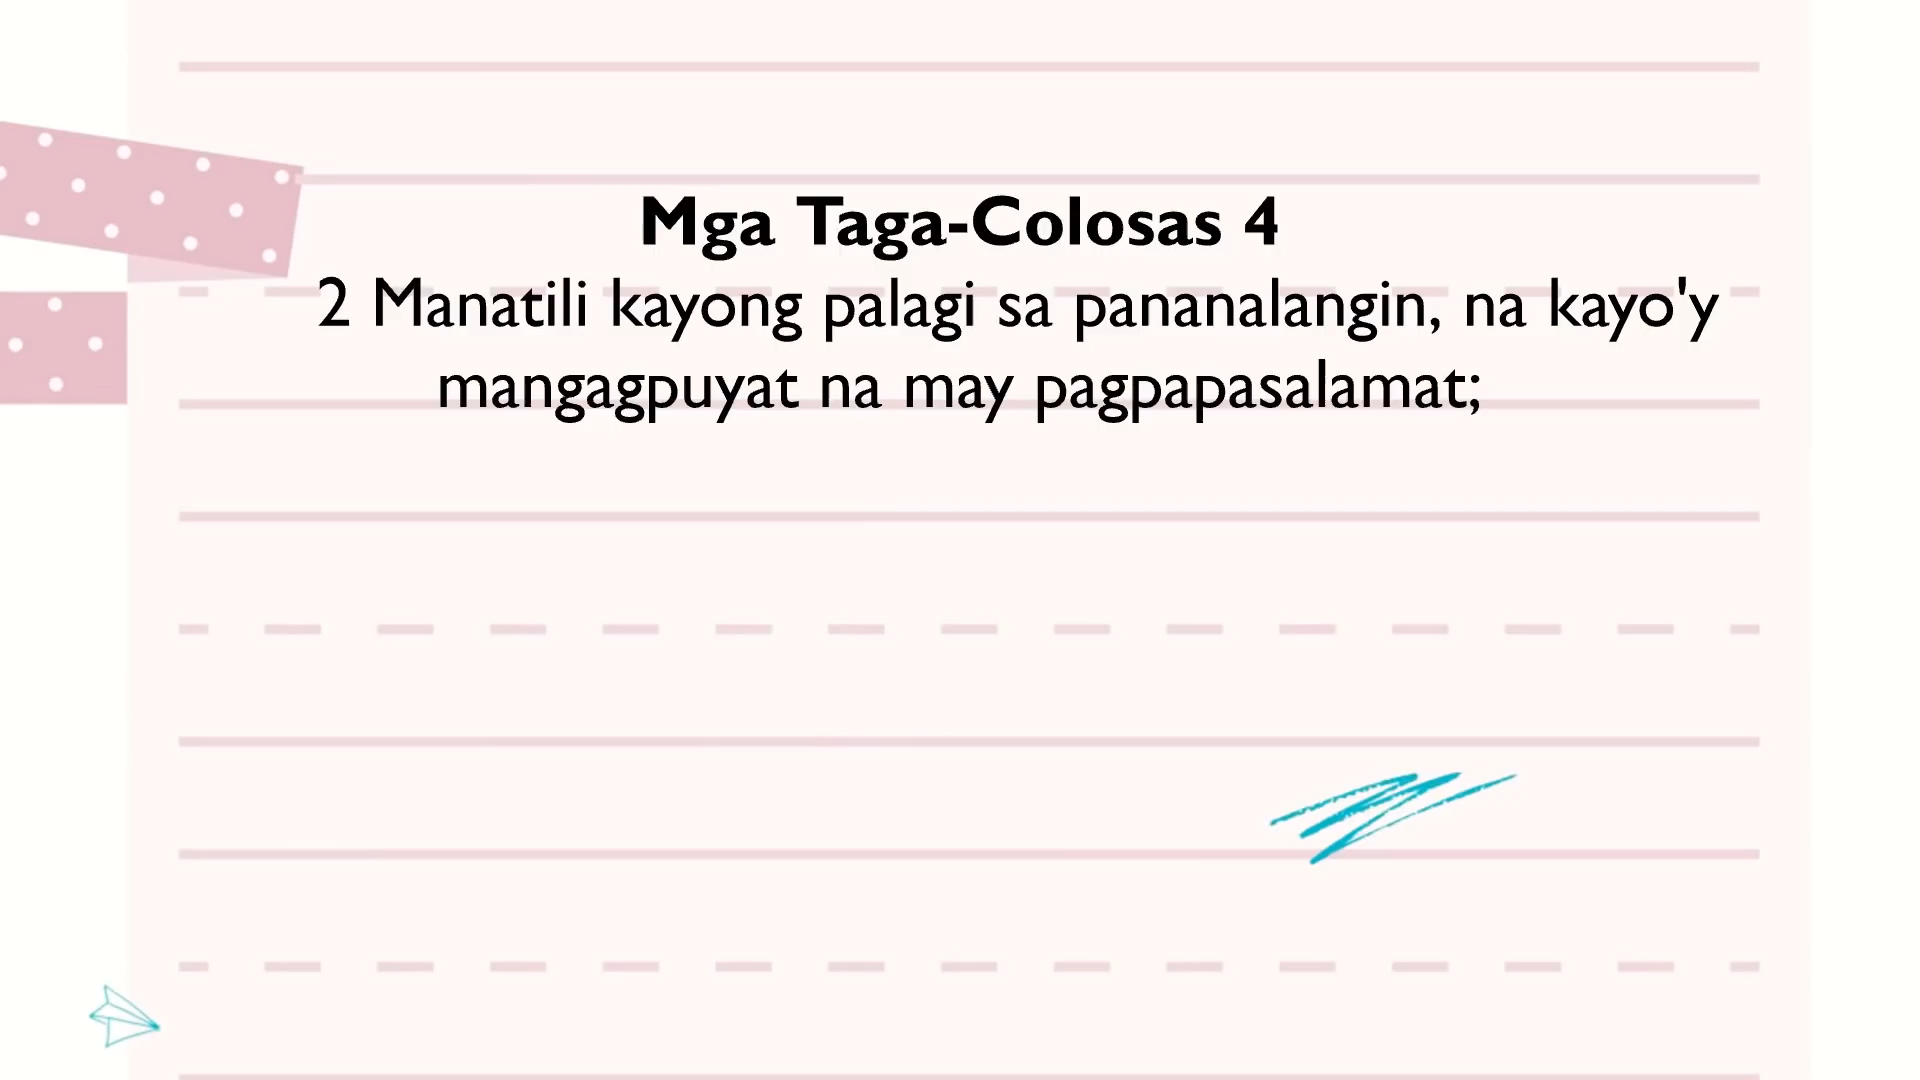 Mga Taga-Colosas 4
2 Manatili kayong palagi sa pananalangin, na kayo'y
mangagpuyat na may pagpapasalamat;